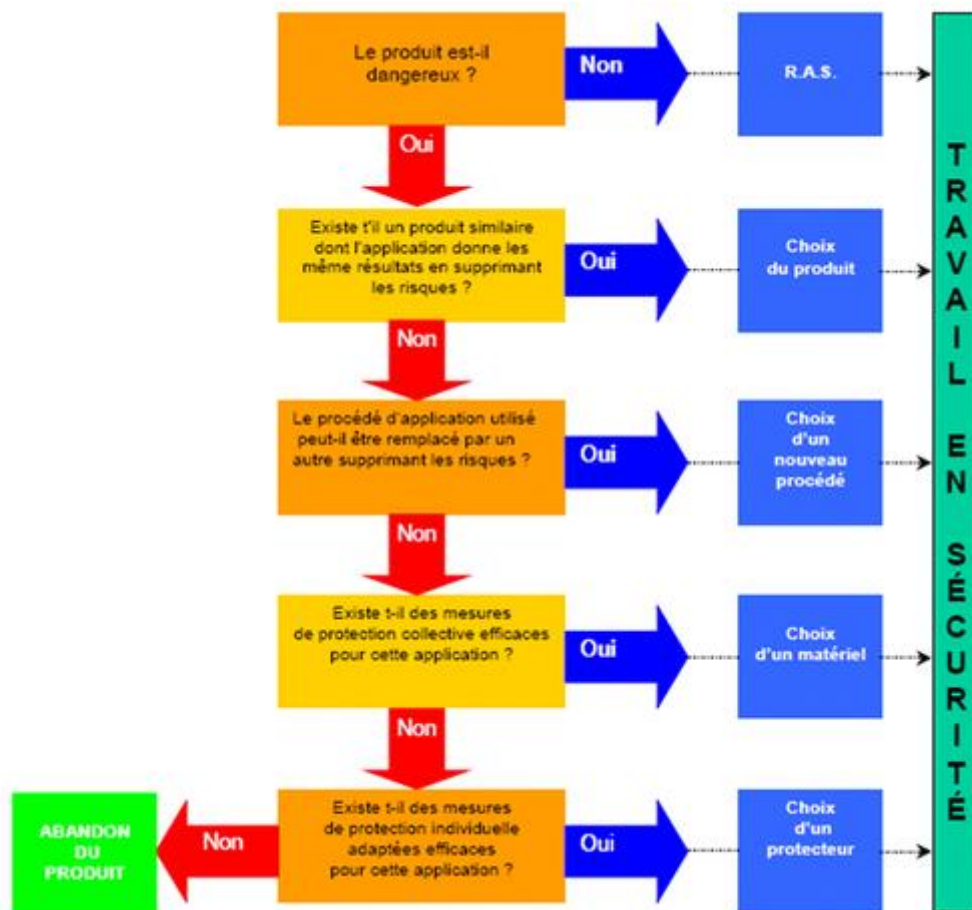 Le produit est-il
dangereux ?
Non
R.A.S.
Oui
Existe t'il un produit similaire
dont l'application donne les
même résultats en supprimant
les risques ?
Oui
Choix
du produit
Non
Le procédé d'application utilisé
peut-il être remplacé par un
autre supprimant les risques ?
Oui
Choix
d'un
nouveau
procédé
Non
Existe t-il des mesures
de protection collective efficaces
pour cette application ?
Oui
Choix
d'un matériel
Non
Existe t-il des mesures
de protection individuelle
adaptées efficaces
pour cette application ?
Oui
Choix
d'un
protecteur
Non
ABANDON
DU
PRODUIT
TRAVAIL EN SÉCURITÉ